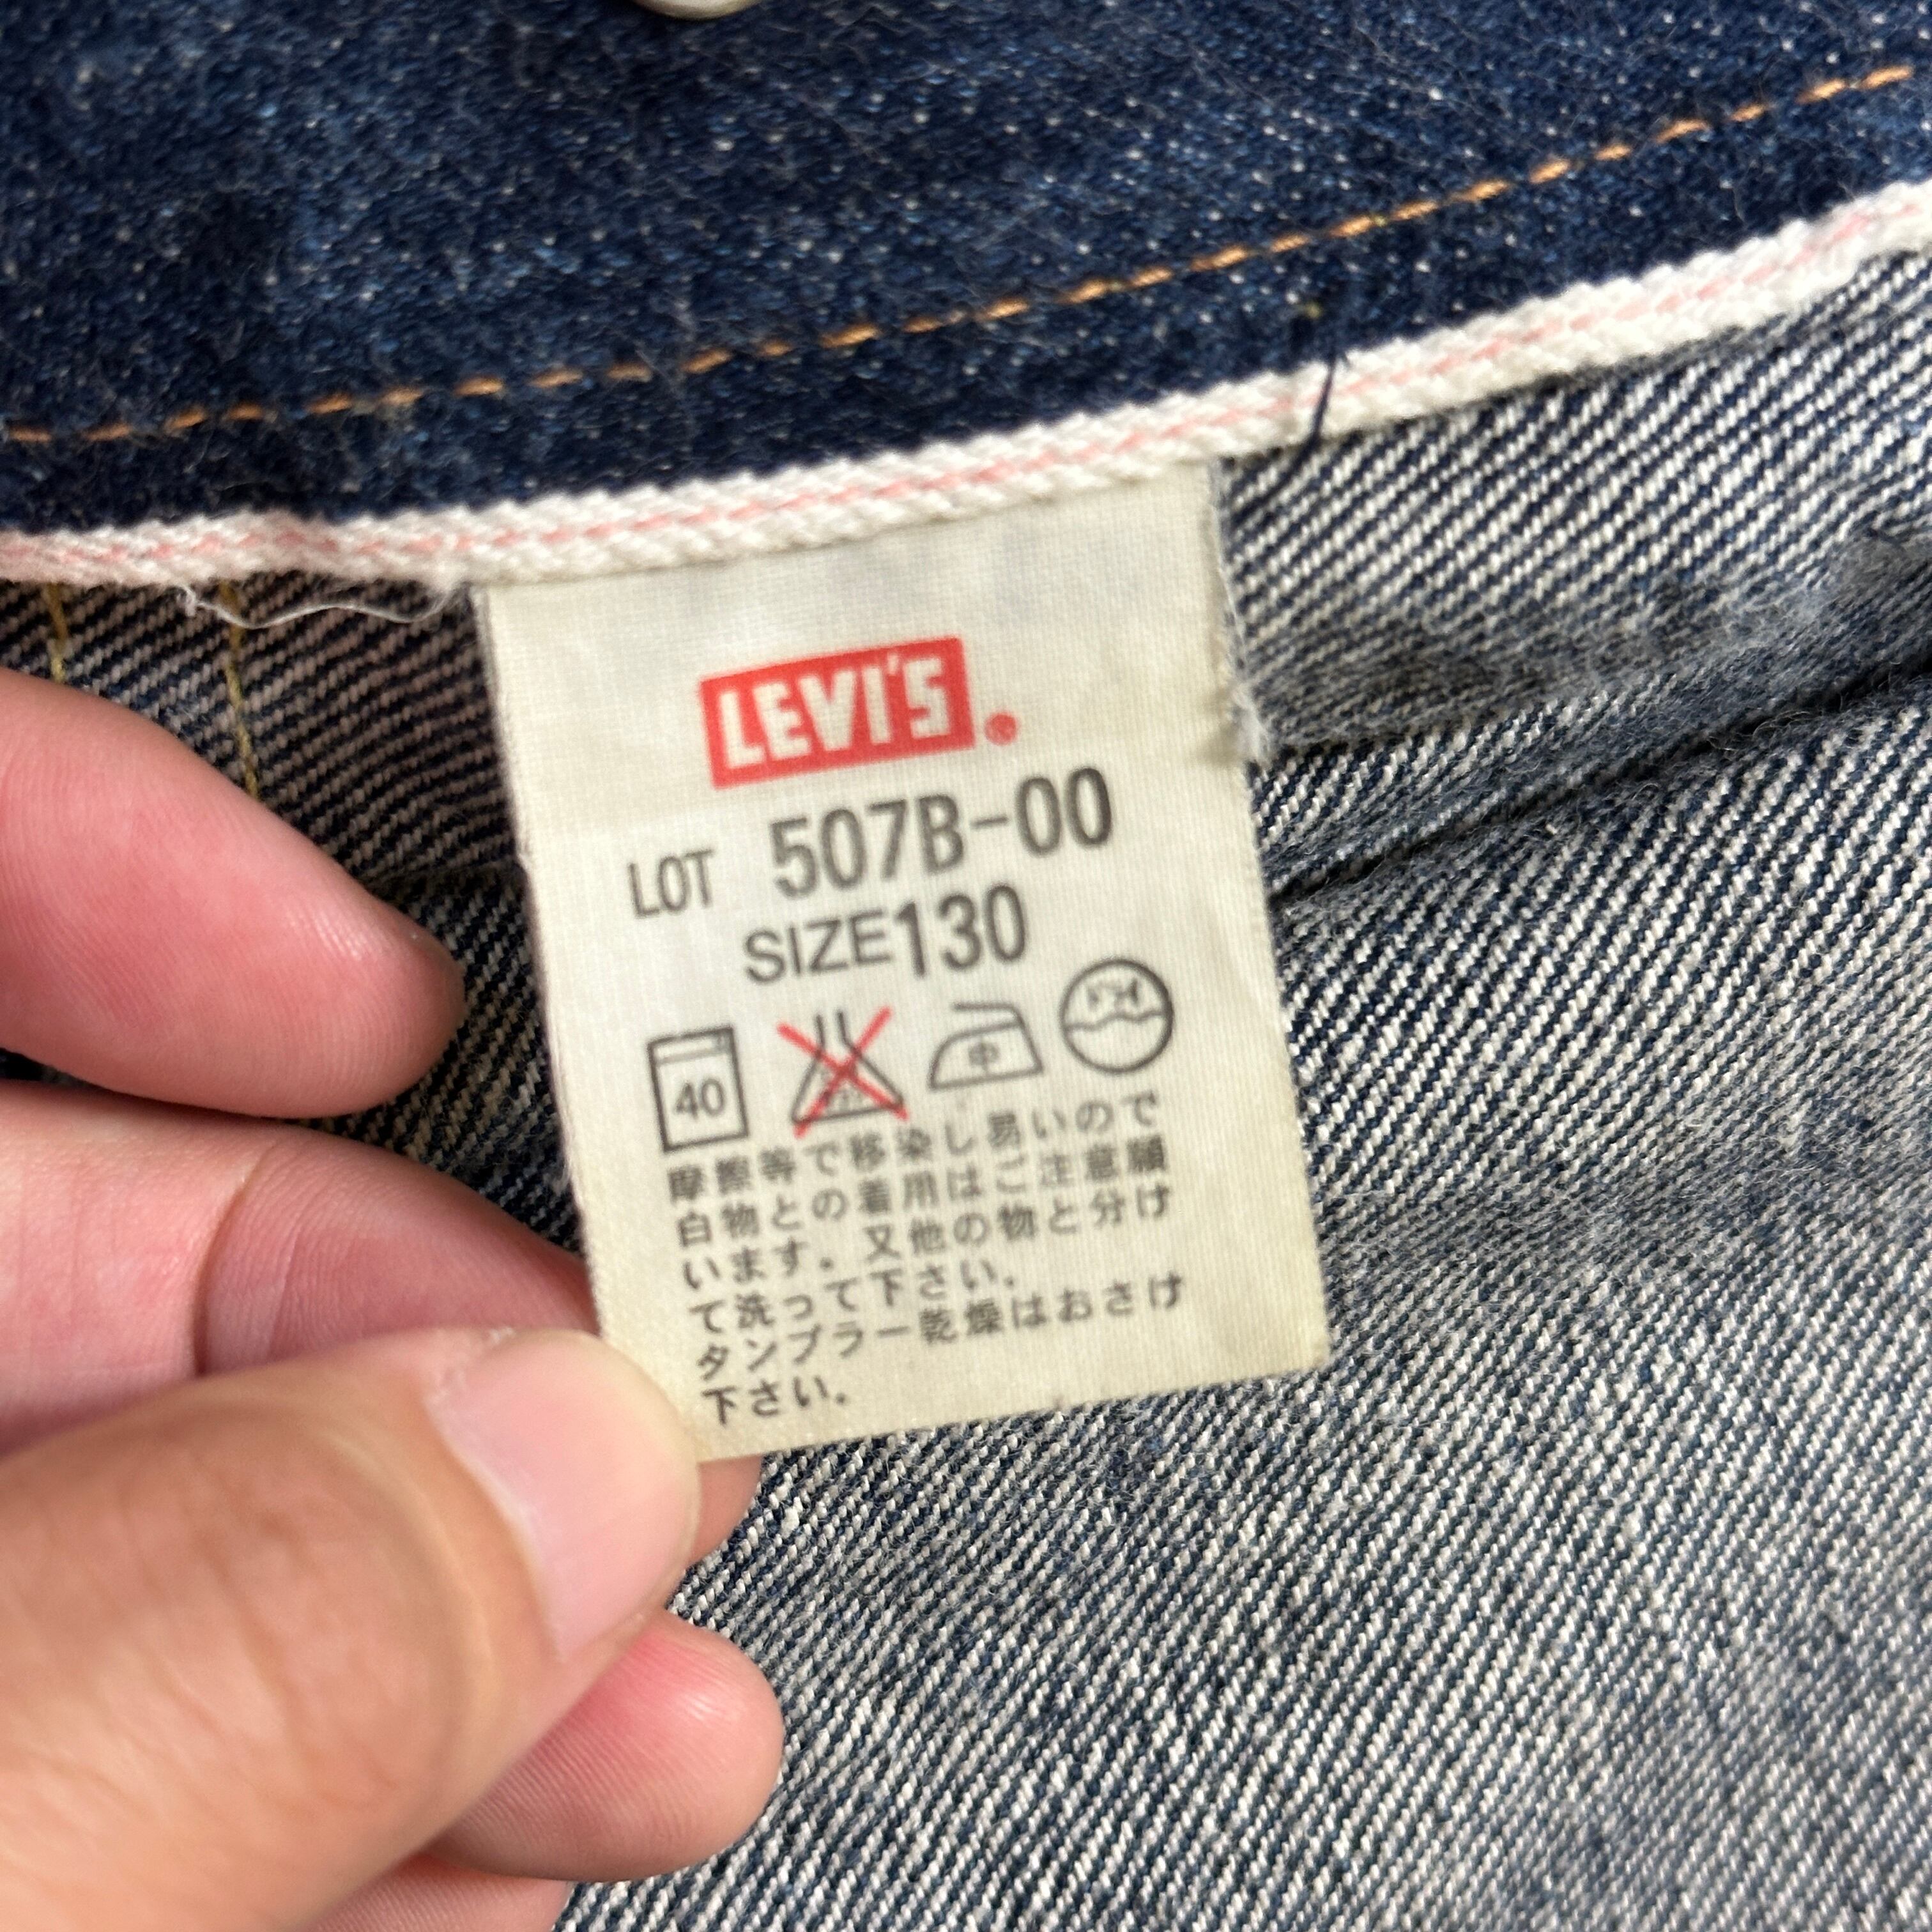 LEVI'S®
LOT 507B-00
SIZE 130
40 中 ドライ
摩擦等で移染し易いので
白物との着用はご注意願
います。又他の物と分け
て洗って下さい.
タンブラー乾燥はおさけ
下さい.